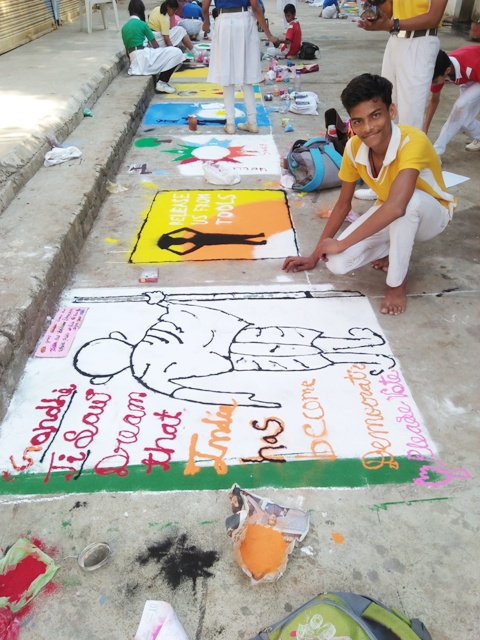 Gandhi
Ji Saw
Dream
that
India
has
become
Democratic
Please Vote
RELEASE
US FROM
TOOLS